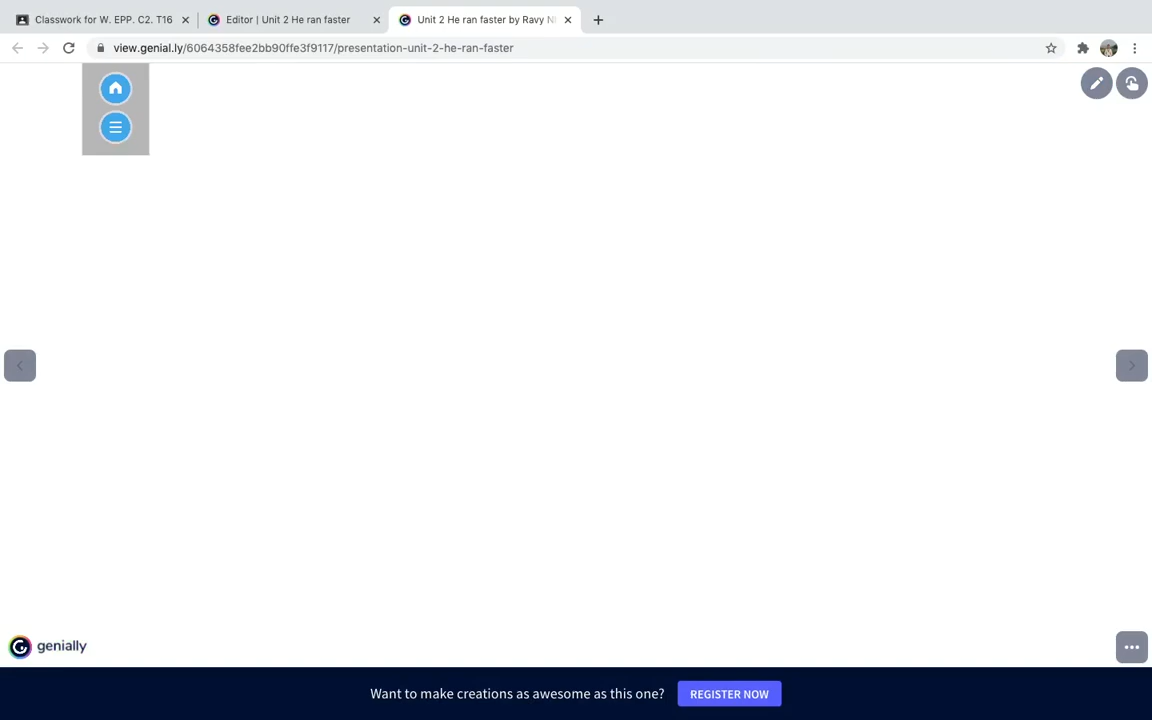 Classwork for W. EPP. C2. T16
Editor | Unit 2 He ran faster
Unit 2 He ran faster by Ravy
view.genial.ly/6064358fee2bb90ffe3f9117/presentation-unit-2-he-ran-faster
genially
Want to make creations as awesome as this one?
REGISTER NOW